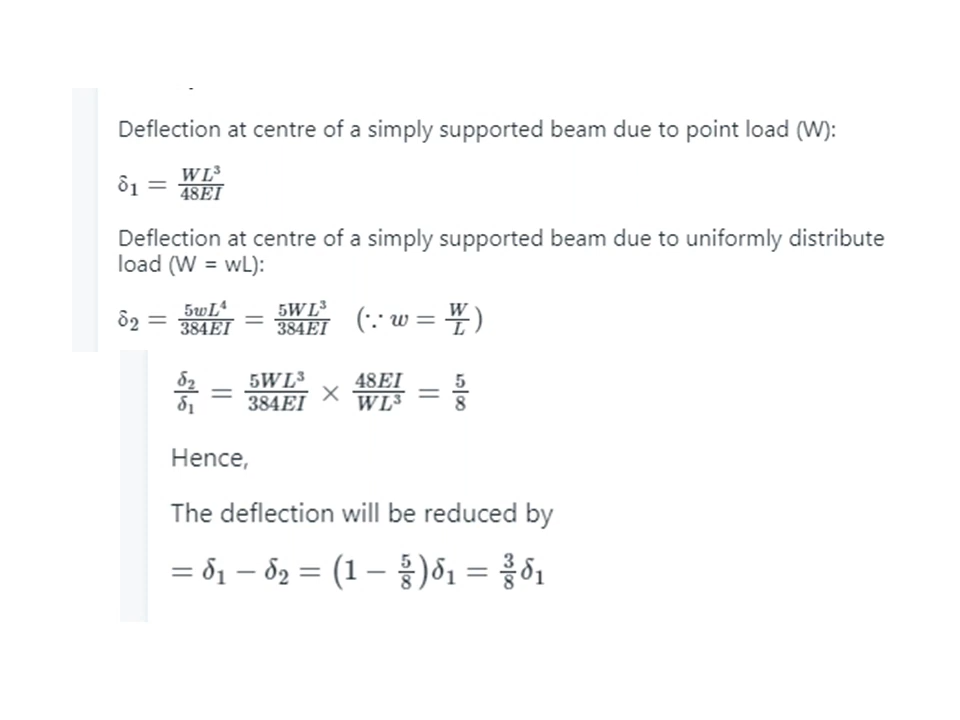 Deflection at centre of a simply supported beam due to point load (W):
δ₁ = WL³/48EI
Deflection at centre of a simply supported beam due to uniformly distribute
load (W = wL):
δ₂ = 5wL⁴/384EI = 5WL³/384EI (∵ w = W/L)
δ₂/δ₁ = 5WL³/384EI × 48EI/WL³ = 5/8
Hence,
The deflection will be reduced by
= δ₁ − δ₂ = (1 − 5/8)δ₁ = 3/8 δ₁